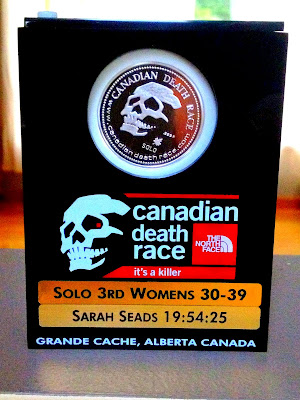 CANADIAN DEATH RACE
SOLO
www.canadiandeathrace.com
canadian
death
race
THE
NORTH
FACE
it's a killer
SOLO 3RD WOMENS 30-39
SARAH SEADS 19:54:25
GRANDE CACHE, ALBERTA CANADA